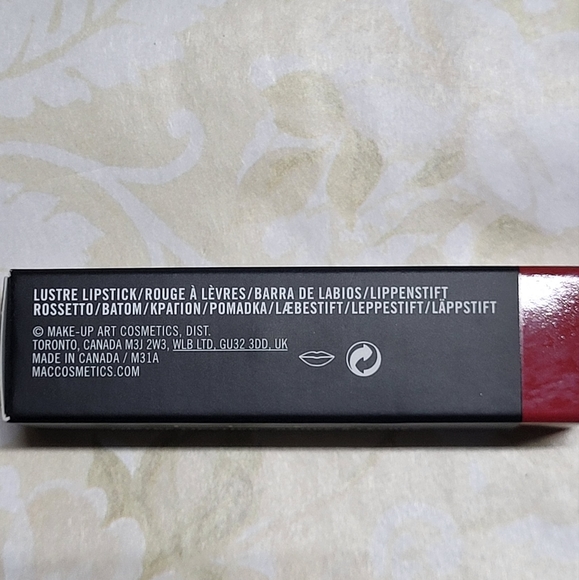 LUSTRE LIPSTICK/ROUGE À LÈVRES/BARRA DE LABIOS/LIPPENSTIFT
ROSSETTO/BATOM/ΚΡΑΓΙΟΝ/POMADKA/LÆBESTIFT/LEPPESTIFT/LÄPPSTIFT
© MAKE-UP ART COSMETICS, DIST.
TORONTO, CANADA M3J 2W3, WLB LTD, GU32 3DD, UK
MADE IN CANADA / M31A
MACCOSMETICS.COM